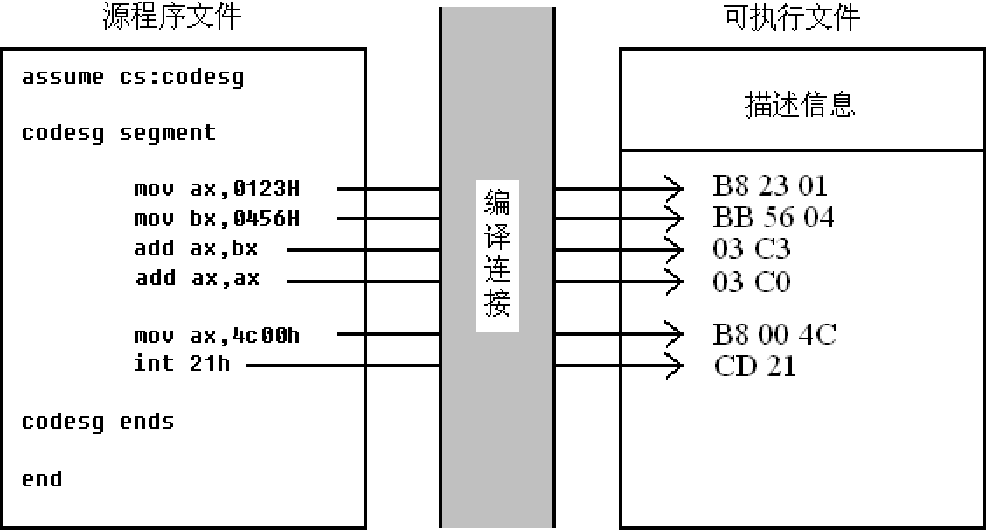 源程序文件
assume cs:codesg
codesg segment
mov ax,0123H
mov bx,0456H
add ax,bx
add ax,ax
mov ax,4c00h
int 21h
codesg ends
end
编
译
连
接
可执行文件
描述信息
B8 23 01
BB 56 04
03 C3
03 C0
B8 00 4C
CD 21